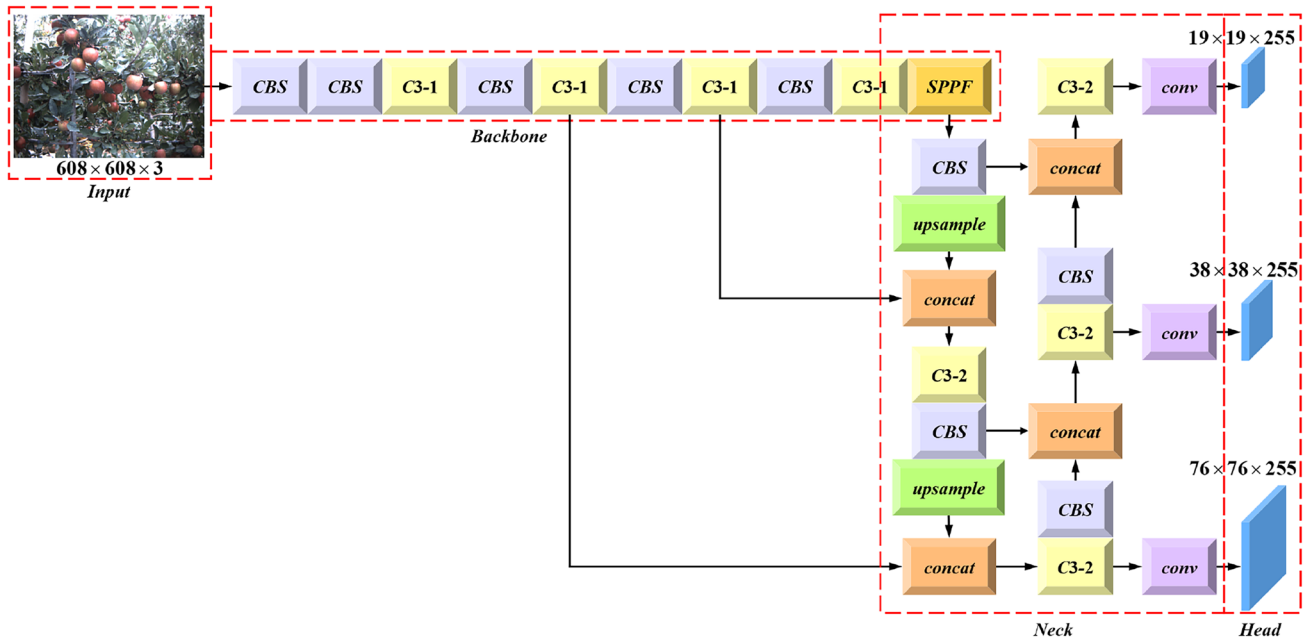 608×608×3
Input
CBS
CBS
C3-1
CBS
C3-1
CBS
C3-1
CBS
C3-1
SPPF
Backbone
CBS
upsample
concat
C3-2
CBS
upsample
concat
C3-2
conv
19×19×255
concat
CBS
C3-2
conv
38×38×255
concat
CBS
C3-2
conv
76×76×255
Neck
Head